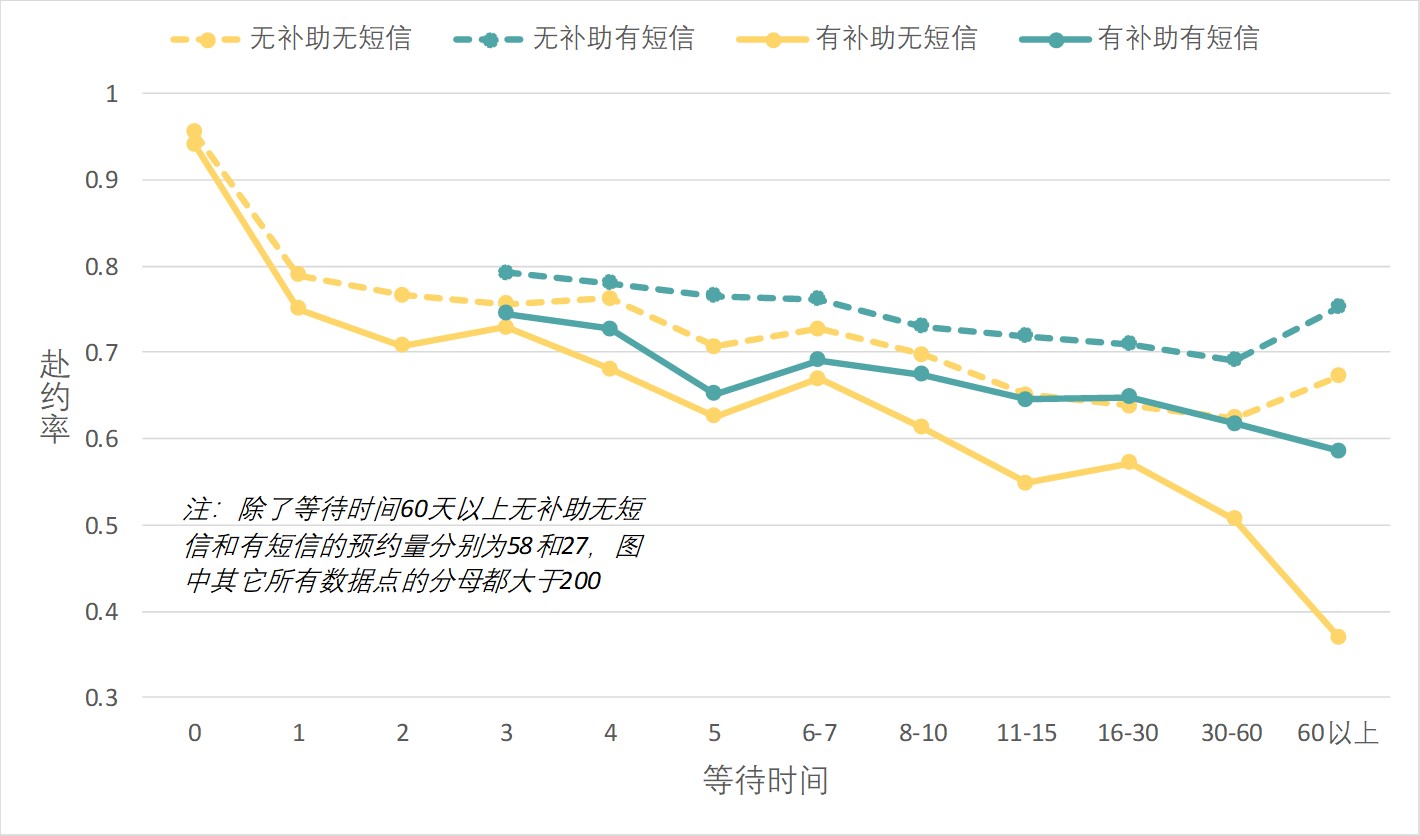 无补助无短信 无补助有短信 有补助无短信 有补助有短信
1
0.9
0.8
0.7
0.6
0.5
0.4
0.3
赴约率
注：除了等待时间60天以上无补助无短
信和有短信的预约量分别为58和27，图
中其它所有数据点的分母都大于200
0 1 2 3 4 5 6-7 8-10 11-15 16-30 30-60 60以上
等待时间